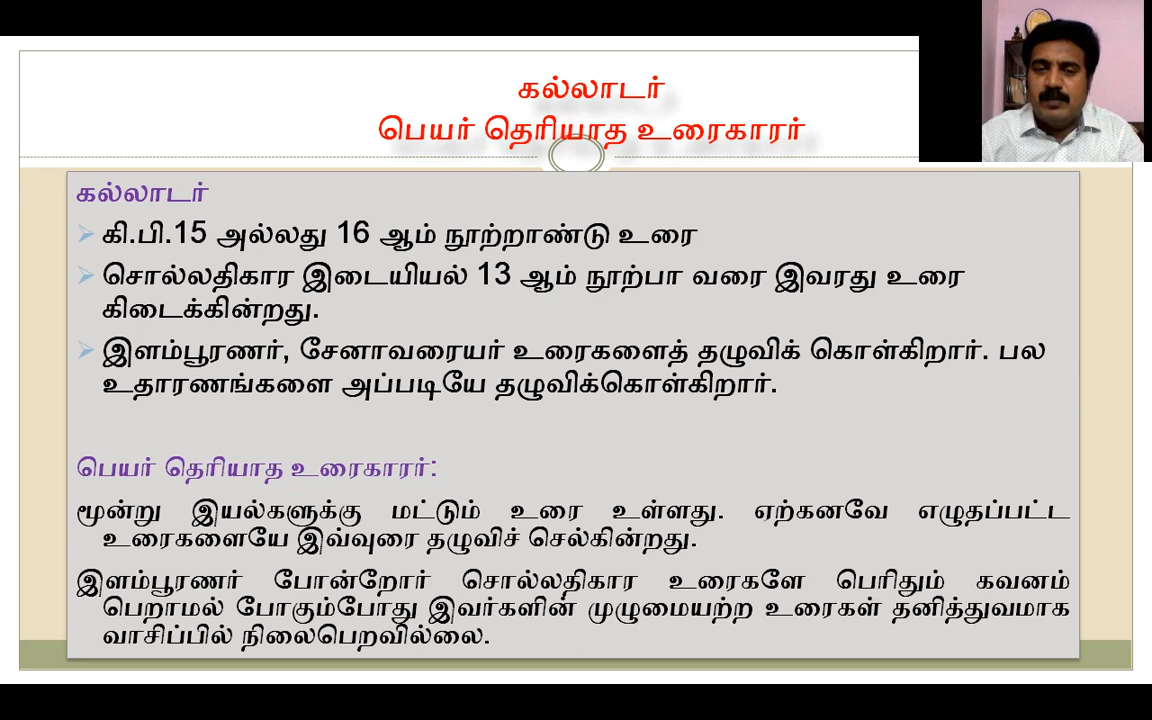 கல்லாடர்
பெயர் தெரியாத உரைகாரர்
கல்லாடர்
கி.பி.15 அல்லது 16 ஆம் நூற்றாண்டு உரை
சொல்லதிகார இடையியல் 13 ஆம் நூற்பா வரை இவரது உரை
கிடைக்கின்றது.
இளம்பூரணர், சேனாவரையர் உரைகளைத் தழுவிக் கொள்கிறார். பல
உதாரணங்களை அப்படியே தழுவிக்கொள்கிறார்.
பெயர் தெரியாத உரைகாரர்:
மூன்று இயல்களுக்கு மட்டும் உரை உள்ளது. ஏற்கனவே எழுதப்பட்ட
உரைகளையே இவ்வுரை தழுவிச் செல்கின்றது.
இளம்பூரணர் போன்றோர் சொல்லதிகார உரைகளே பெரிதும் கவனம்
பெறாமல் போகும்போது இவர்களின் முழுமையற்ற உரைகள் தனித்துவமாக
வாசிப்பில் நிலைபெறவில்லை.